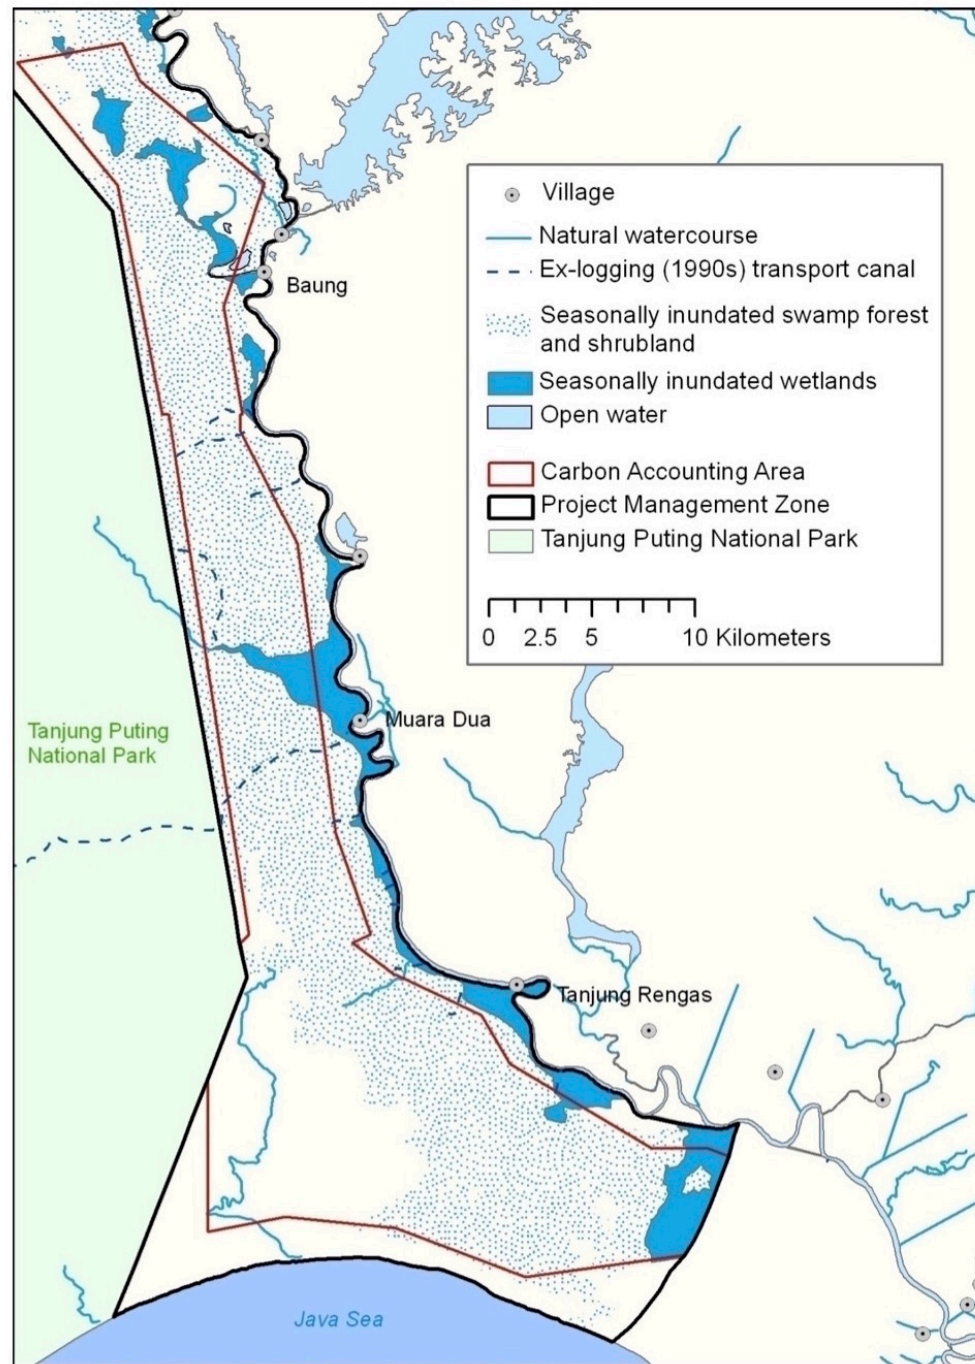 Village
Natural watercourse
Ex-logging (1990s) transport canal
Seasonally inundated swamp forest
and shrubland
Seasonally inundated wetlands
Open water
Carbon Accounting Area
Project Management Zone
Tanjung Puting National Park
0 2.5 5 10 Kilometers
Baung
Muara Dua
Tanjung Puting
National Park
Tanjung Rengas
Java Sea